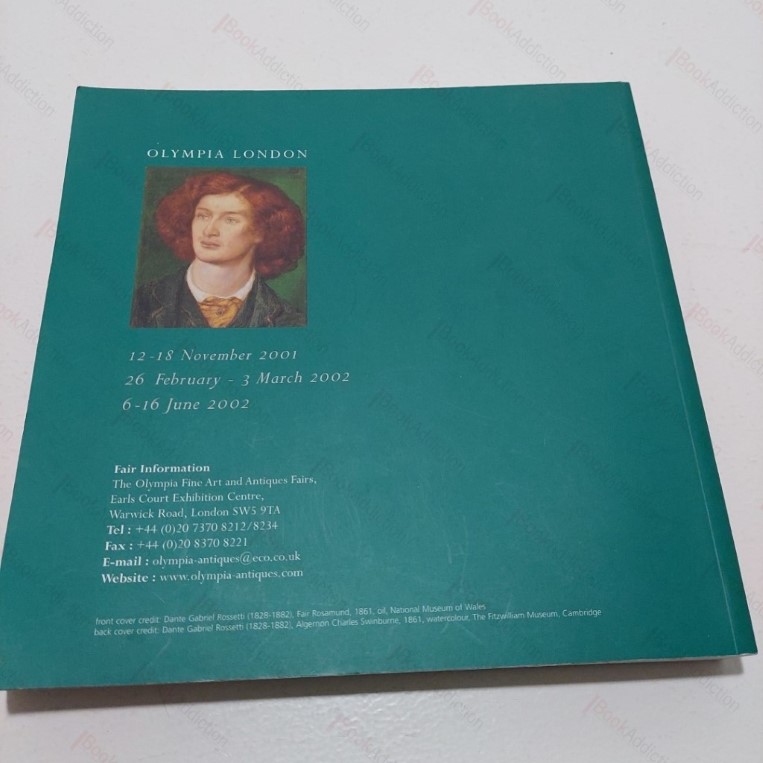 OLYMPIA LONDON
12-18 November 2001
26 February - 3 March 2002
6-16 June 2002
Fair Information
The Olympia Fine Art and Antiques Fairs,
Earls Court Exhibition Centre,
Warwick Road, London SW5 9TA
Tel : +44 (0)20 7370 8212/8234
Fax : +44 (0)20 8370 8221
E-mail : olympia-antiques@eco.co.uk
Website : www.olympia-antiques.com
front cover credit: Dante Gabriel Rossetti (1828-1882), Fair Rosamund, 1861, oil, National Museum of Wales
back cover credit: Dante Gabriel Rossetti (1828-1882), Algernon Charles Swinburne, 1861, watercolour, The Fitzwilliam Museum, Cambridge
BookAddiction